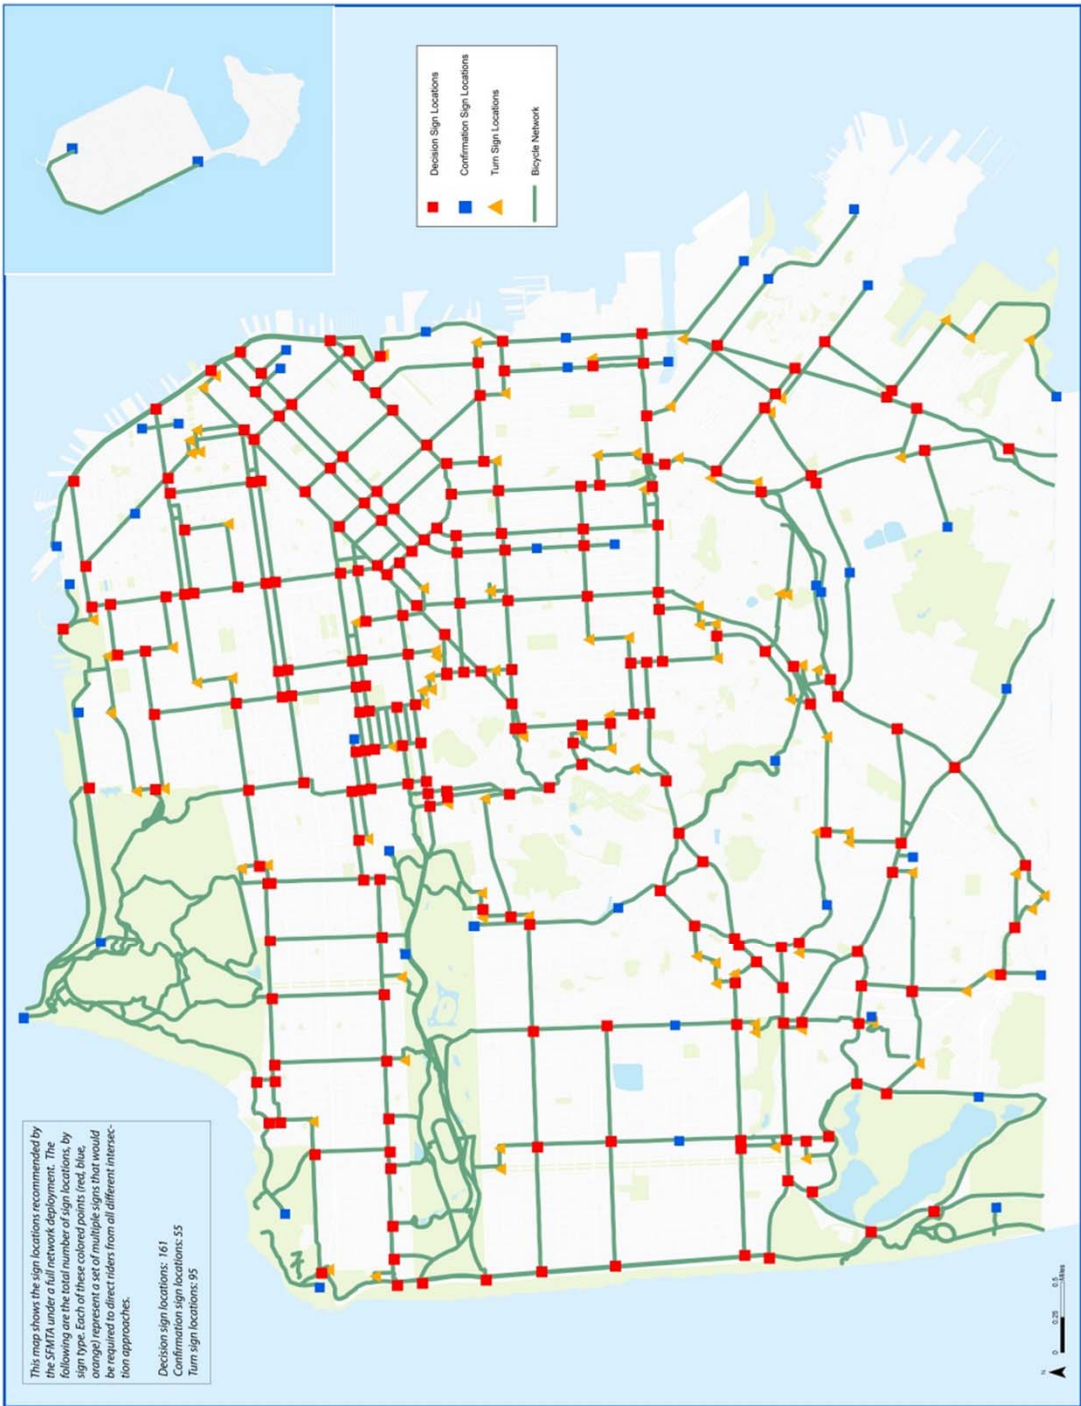 This map shows the sign locations recommended by
the SFMTA under a full network deployment. The
following are the total number of sign locations, by
sign type. Each of these colored points (red, blue,
orange) represent a set of multiple signs that would
be required to direct riders from all different intersec-
tion approaches.
Decision sign locations: 161
Confirmation sign locations: 55
Turn sign locations: 95
Decision Sign Locations
Confirmation Sign Locations
Turn Sign Locations
Bicycle Network
N
0 0.25 0.5
Miles